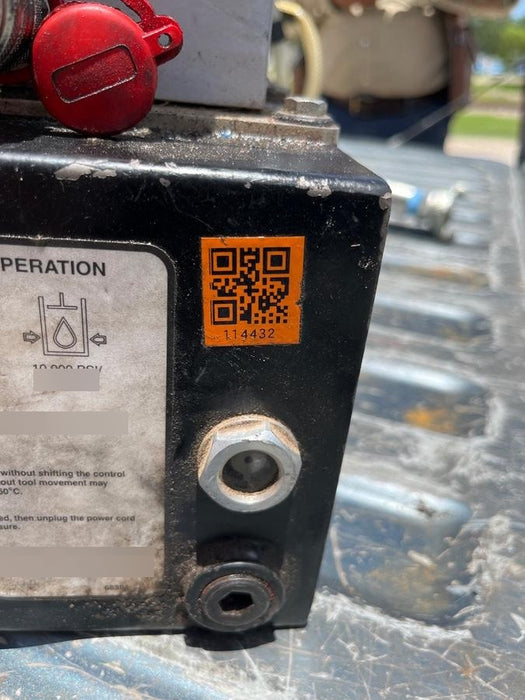 PERATION
114432
10,000 PSI/
without shifting the control
out tool movement may
60°C.
ed, then unplug the power cord
sure.